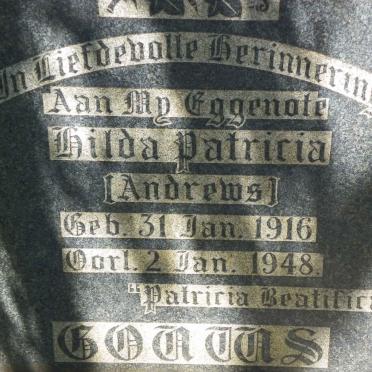 In Liefdevolle Herinnering
Aan My Eggenote
Hilda Patricia
[Andrews]
Geb. 31 Jan. 1916
Oorl. 2 Jan. 1948.
"Patricia Beatifica
GOUWS